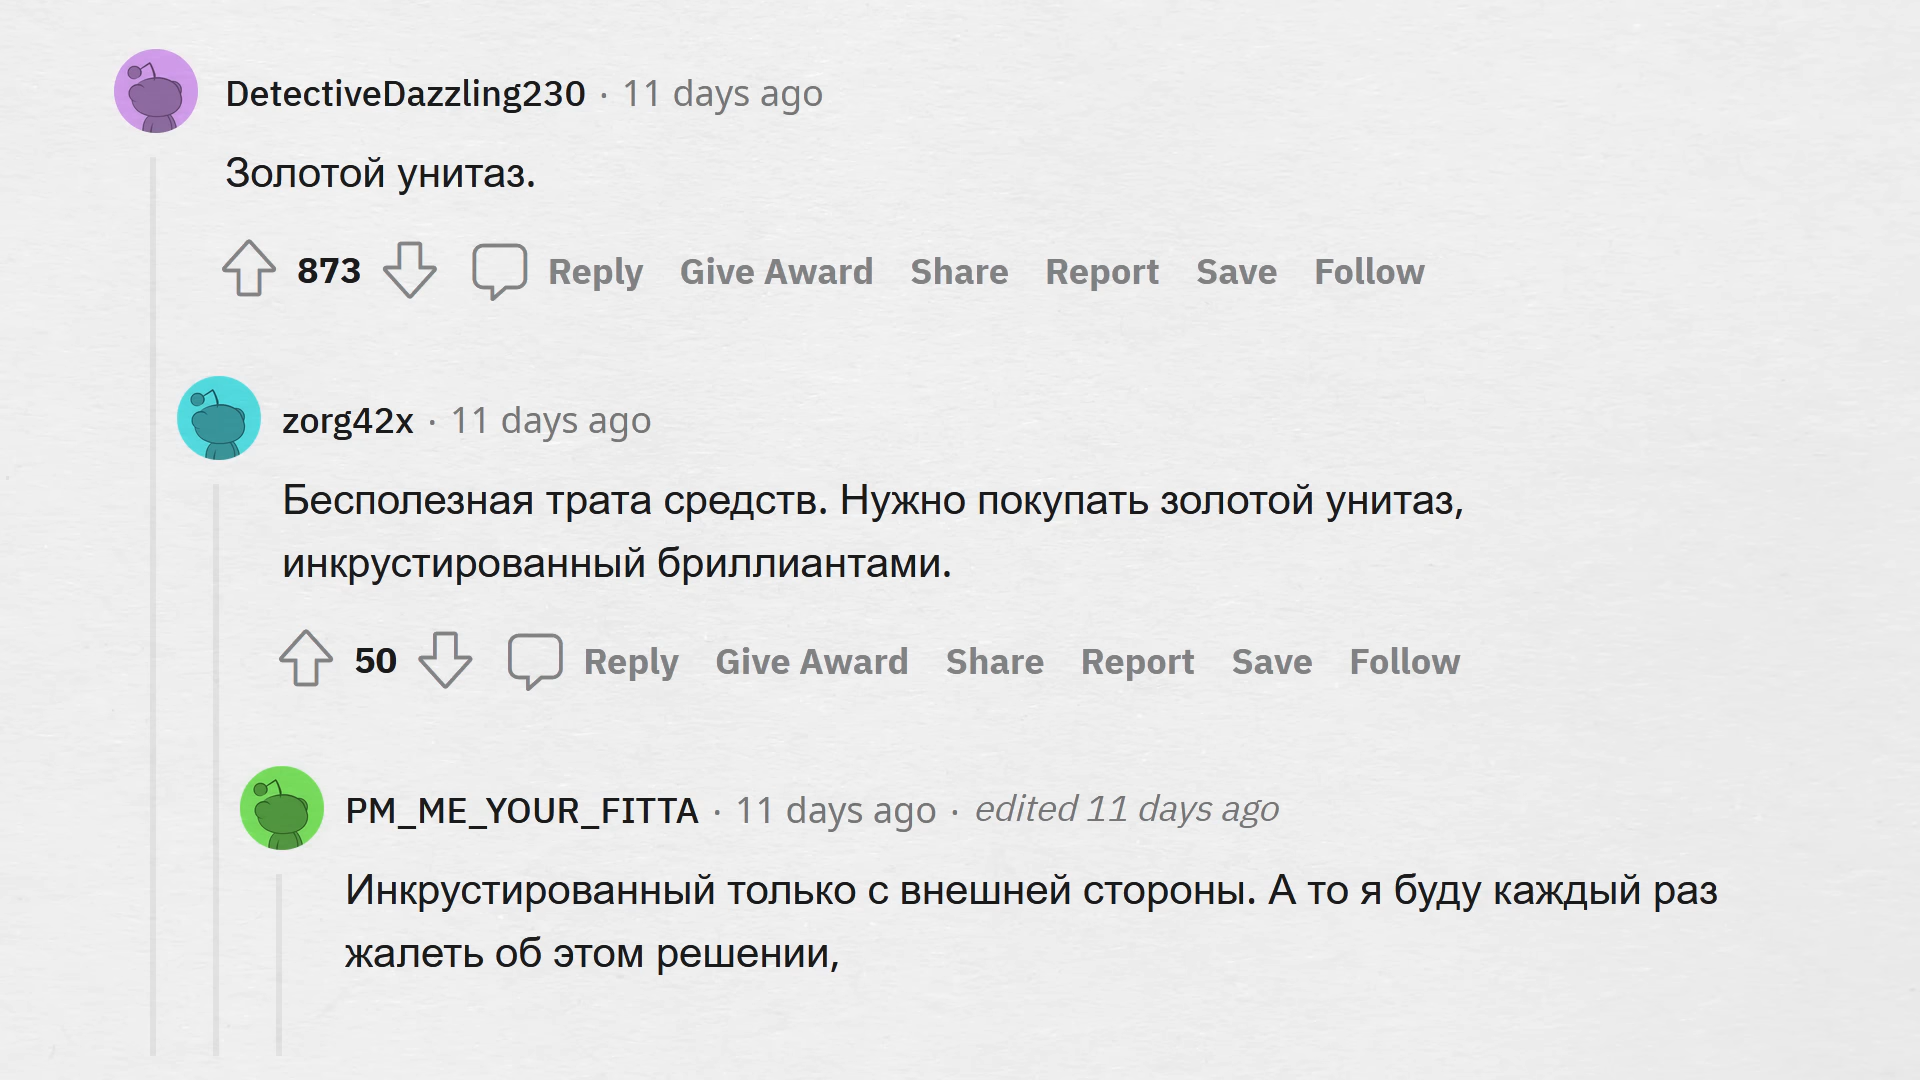 DetectiveDazzling230 · 11 days ago
Золотой унитаз.
873 Reply Give Award Share Report Save Follow
zorg42x · 11 days ago
Бесполезная трата средств. Нужно покупать золотой унитаз,
инкрустированный бриллиантами.
50 Reply Give Award Share Report Save Follow
PM_ME_YOUR_FITTA · 11 days ago · edited 11 days ago
Инкрустированный только с внешней стороны. А то я буду каждый раз
жалеть об этом решении,